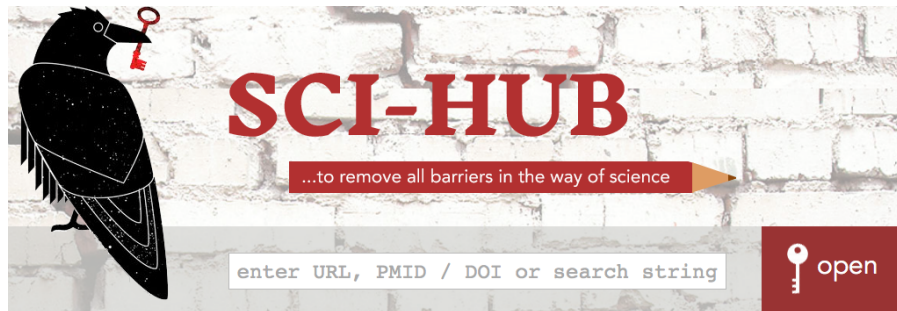 SCI-HUB
...to remove all barriers in the way of science
enter URL, PMID / DOI or search string
open